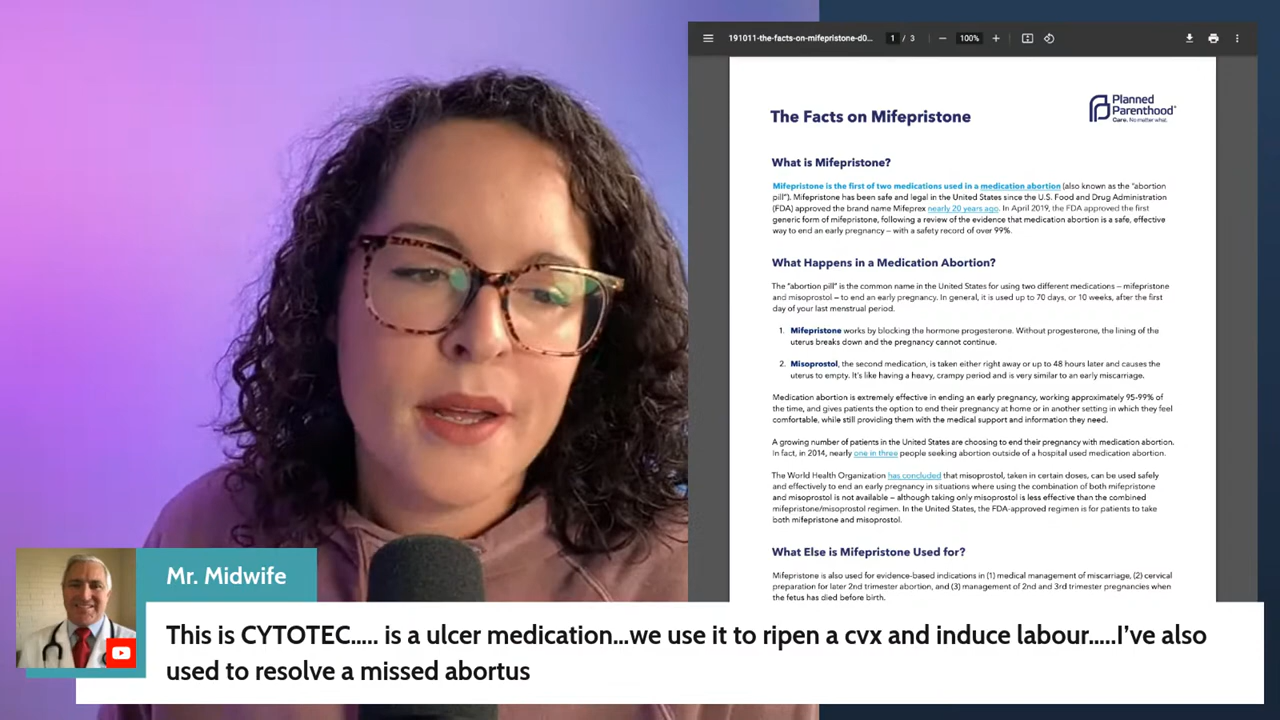 191011-the-facts-on-mifepristone-d0...
1 / 3
100%
The Facts on Mifepristone
Planned
Parenthood®
Care. No matter what.
What is Mifepristone?
Mifepristone is the first of two medications used in a medication abortion (also known as the “abortion
pill”). Mifepristone has been safe and legal in the United States since the U.S. Food and Drug Administration
(FDA) approved the brand name Mifeprex nearly 20 years ago. In April 2019, the FDA approved the first
generic form of mifepristone, following a review of the evidence that medication abortion is a safe, effective
way to end an early pregnancy – with a safety record of over 99%.
What Happens in a Medication Abortion?
The “abortion pill” is the common name in the United States for using two different medications – mifepristone
and misoprostol – to end an early pregnancy. In general, it is used up to 70 days, or 10 weeks, after the first
day of your last menstrual period.
1. Mifepristone works by blocking the hormone progesterone. Without progesterone, the lining of the
uterus breaks down and the pregnancy cannot continue.
2. Misoprostol, the second medication, is taken either right away or up to 48 hours later and causes the
uterus to empty. It’s like having a heavy, crampy period and is very similar to an early miscarriage.
Medication abortion is extremely effective in ending an early pregnancy, working approximately 95-99% of
the time, and gives patients the option to end their pregnancy at home or in another setting in which they feel
comfortable, while still providing them with the medical support and information they need.
A growing number of patients in the United States are choosing to end their pregnancy with medication abortion.
In fact, in 2014, nearly one in three people seeking abortion outside of a hospital used medication abortion.
The World Health Organization has concluded that misoprostol, taken in certain doses, can be used safely
and effectively to end an early pregnancy in situations where using the combination of both mifepristone
and misoprostol is not available – although taking only misoprostol is less effective than the combined
mifepristone/misoprostol regimen. In the United States, the FDA-approved regimen is for patients to take
both mifepristone and misoprostol.
What Else is Mifepristone Used for?
Mifepristone is also used for evidence-based indications in (1) medical management of miscarriage, (2) cervical
preparation for later 2nd trimester abortion, and (3) management of 2nd and 3rd trimester pregnancies when
the fetus has died before birth.
Mr. Midwife
This is CYTOTEC..... is a ulcer medication...we use it to ripen a cvx and induce labour.....I’ve also
used to resolve a missed abortus